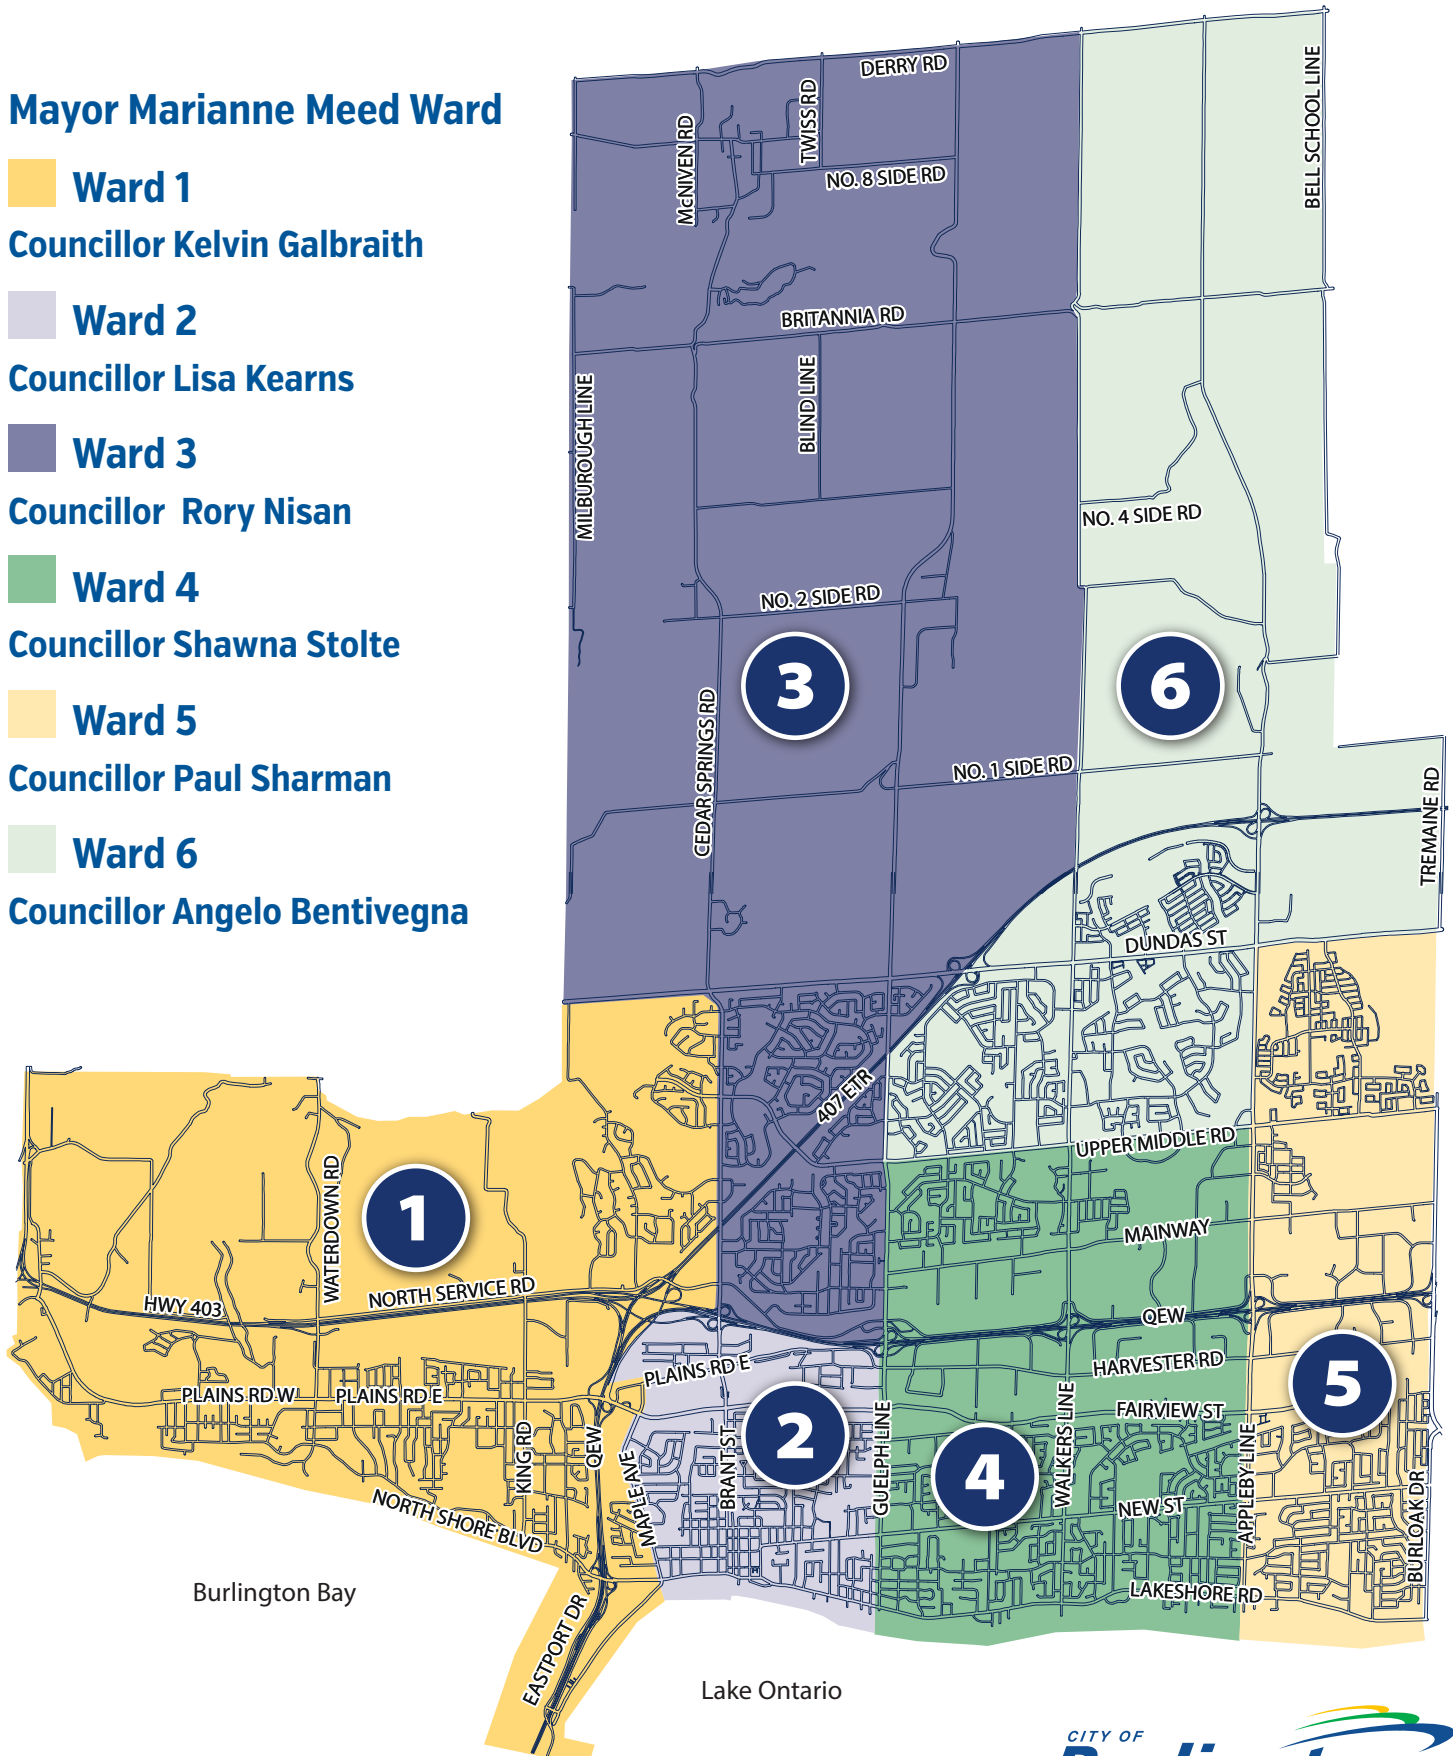 Mayor Marianne Meed Ward
Ward 1
Councillor Kelvin Galbraith
Ward 2
Councillor Lisa Kearns
Ward 3
Councillor Rory Nisan
Ward 4
Councillor Shawna Stolte
Ward 5
Councillor Paul Sharman
Ward 6
Councillor Angelo Bentivegna
DERRY RD
TWISS RD
McNIVEN RD
NO. 8 SIDE RD
BELL SCHOOL LINE
BRITANNIA RD
BLIND LINE
MILBOROUGH LINE
NO. 4 SIDE RD
NO. 2 SIDE RD
3
6
CEDAR SPRINGS RD
NO. 1 SIDE RD
TREMAINE RD
DUNDAS ST
407 ETR
UPPER MIDDLE RD
WATERDOWN RD
1
MAINWAY
NORTH SERVICE RD
HWY 403
QEW
HARVESTER RD
PLAINS RD E
5
PLAINS RD W
PLAINS RD E
FAIRVIEW ST
2
GUELPH LINE
WALKERS LINE
4
KING RD
QEW
MAPLE AVE
BRANT ST
APPLEBY LINE
BURLOAK DR
NEW ST
NORTH SHORE BLVD
LAKESHORE RD
Burlington Bay
EASTPORT DR
Lake Ontario
CITY OF